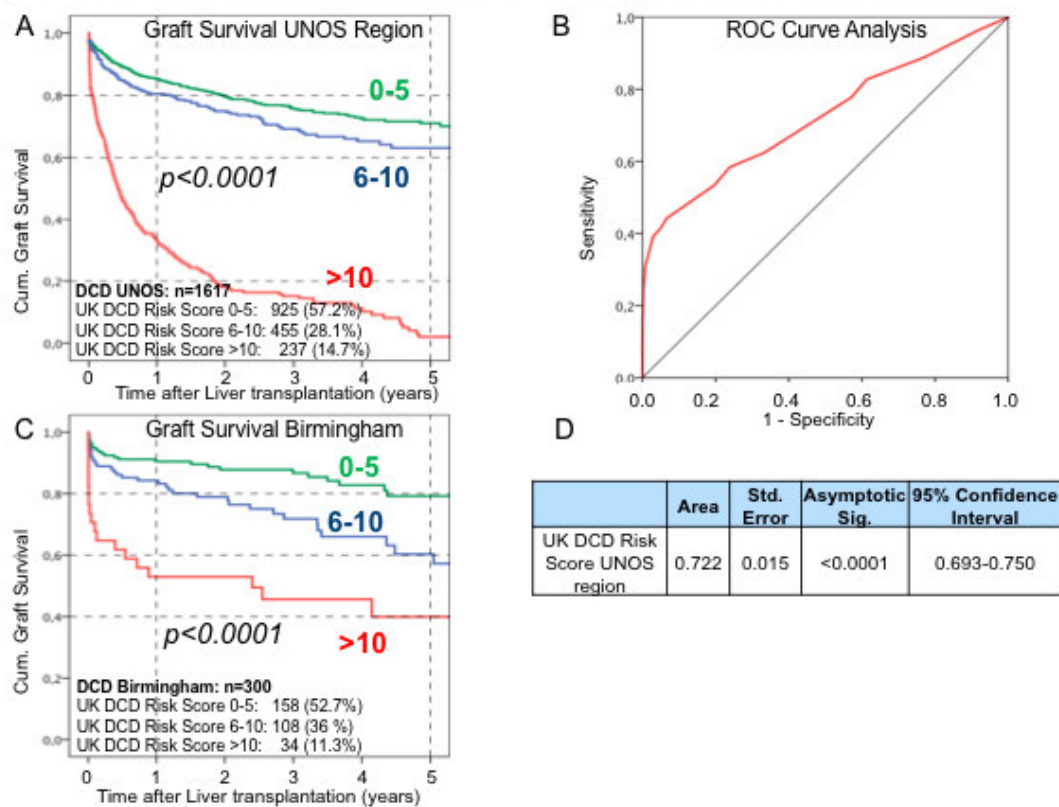 A
Graft Survival UNOS Region
Cum. Graft Survival
1,0
0,8
0,6
0,4
0,2
0,0
0-5
6-10
>10
p<0.0001
DCD UNOS: n=1617
UK DCD Risk Score 0-5: 925 (57.2%)
UK DCD Risk Score 6-10: 455 (28.1%)
UK DCD Risk Score >10: 237 (14.7%)
0 1 2 3 4 5
Time after Liver transplantation (years)
B
ROC Curve Analysis
Sensitivity
1.0
0.8
0.6
0.4
0.2
0.0
0.0 0.2 0.4 0.6 0.8 1.0
1 - Specificity
C
Graft Survival Birmingham
Cum. Graft Survival
1,0
0,8
0,6
0,4
0,2
0,0
0-5
6-10
>10
p<0.0001
DCD Birmingham: n=300
UK DCD Risk Score 0-5: 158 (52.7%)
UK DCD Risk Score 6-10: 108 (36 %)
UK DCD Risk Score >10: 34 (11.3%)
0 1 2 3 4 5
Time after Liver transplantation (years)
D
Area Std. Error Asymptotic Sig. 95% Confidence Interval
UK DCD Risk Score UNOS region 0.722 0.015 <0.0001 0.693-0.750